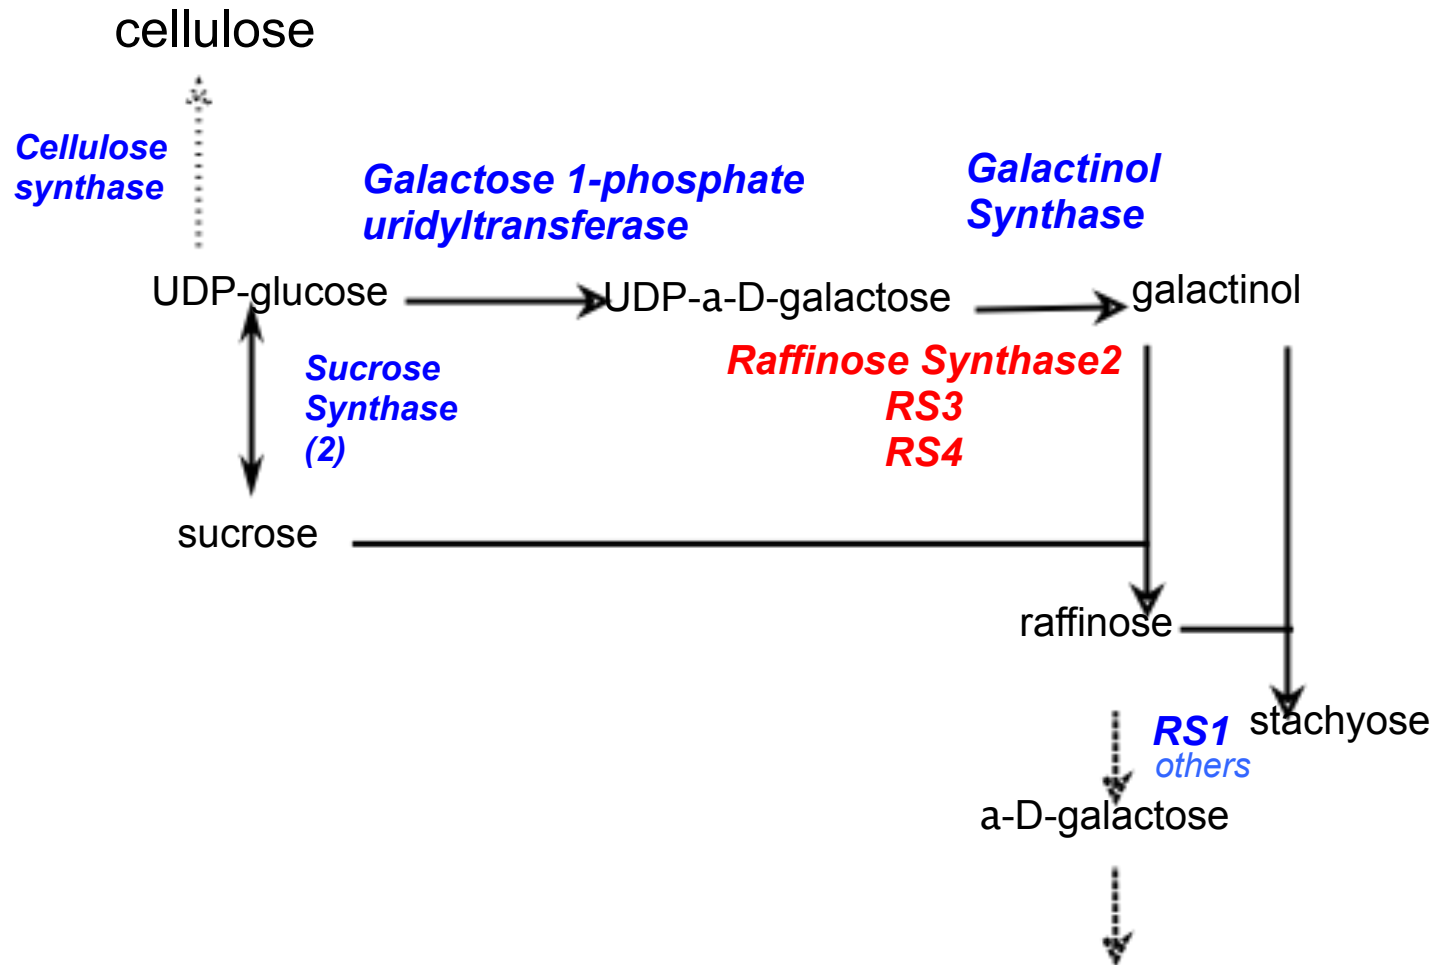 cellulose
Cellulose
synthase
Galactose 1-phosphate
uridyltransferase
Galactinol
Synthase
UDP-glucose
UDP-a-D-galactose
galactinol
Sucrose
Synthase
(2)
Raffinose Synthase2
RS3
RS4
sucrose
raffinose
RS1
others
stachyose
a-D-galactose